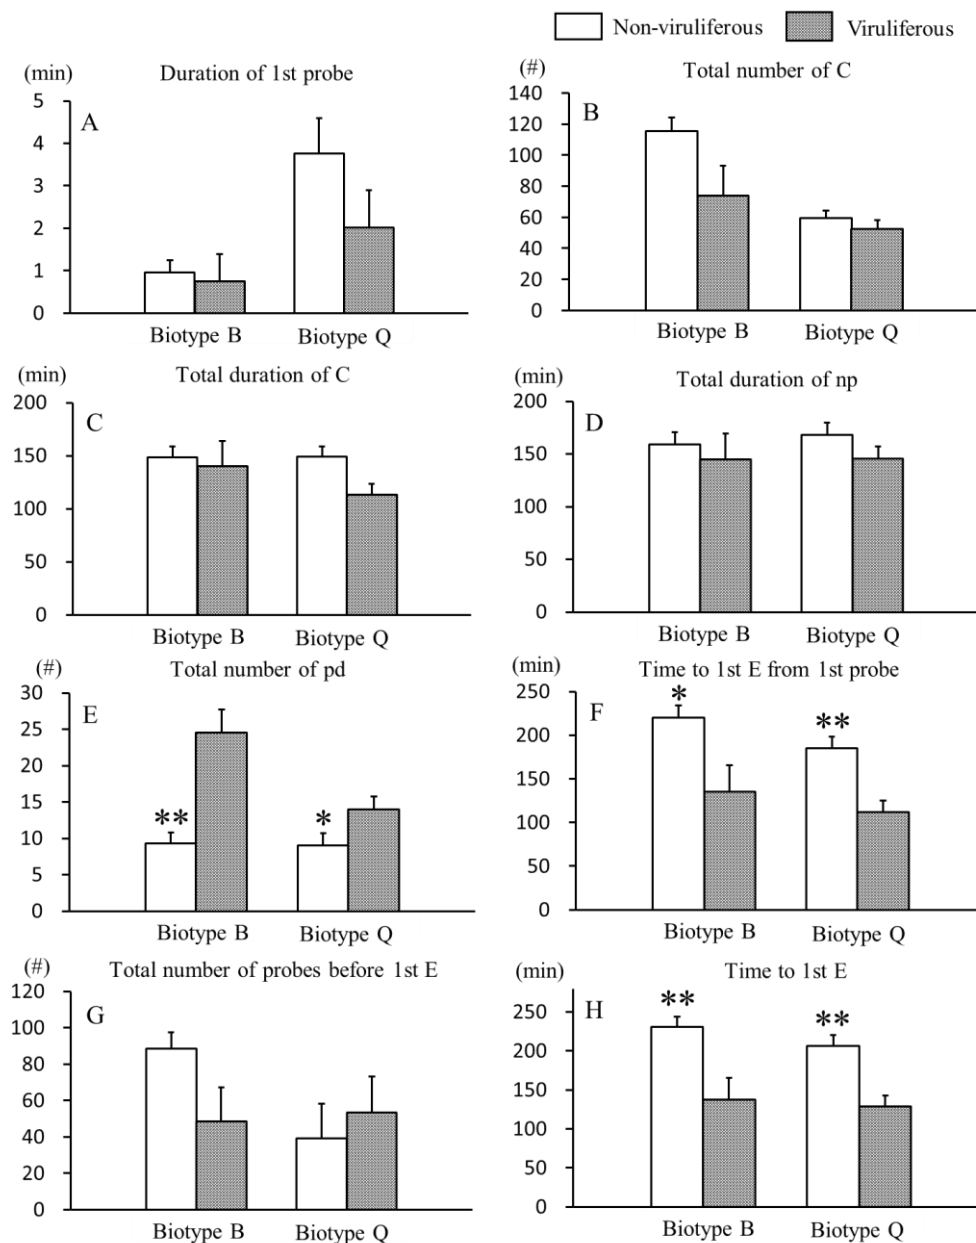 Non-viruliferous Viruliferous
(min) Duration of 1st probe
A
5
4
3
2
1
0
Biotype B Biotype Q
(#) Total number of C
B
140
120
100
80
60
40
20
0
Biotype B Biotype Q
(min) Total duration of C
C
200
150
100
50
0
Biotype B Biotype Q
(min) Total duration of np
D
200
150
100
50
0
Biotype B Biotype Q
(#) Total number of pd
E
30
25
20
15
10
5
0
** *
Biotype B Biotype Q
(min) Time to 1st E from 1st probe
F
250
200
150
100
50
0
* **
Biotype B Biotype Q
(#) Total number of probes before 1st E
G
120
100
80
60
40
20
0
Biotype B Biotype Q
(min) Time to 1st E
H
250
200
150
100
50
0
** **
Biotype B Biotype Q